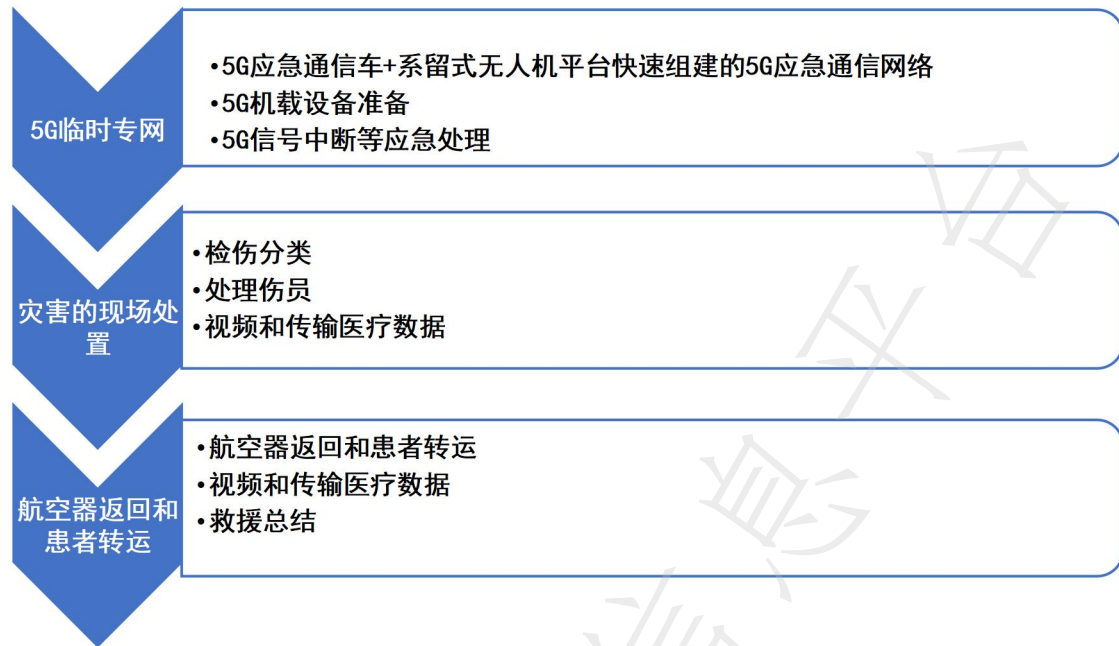 5G临时专网
•5G应急通信车+系留式无人机平台快速组建的5G应急通信网络
•5G机载设备准备
•5G信号中断等应急处理
灾害的现场处
置
•检伤分类
•处理伤员
•视频和传输医疗数据
航空器返回和
患者转运
•航空器返回和患者转运
•视频和传输医疗数据
•救援总结
息平台